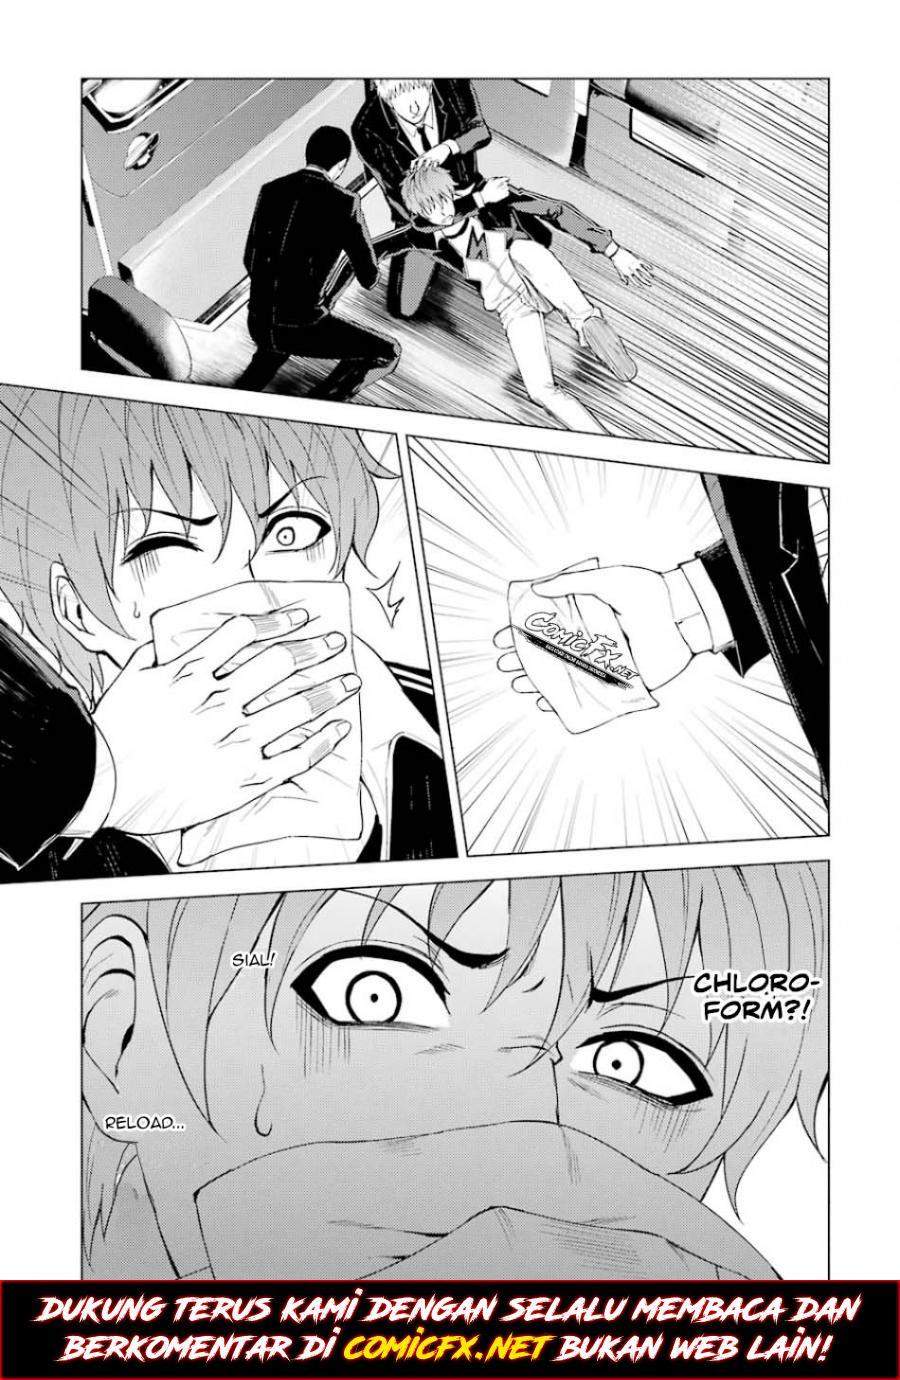 COMICFX.NET
CHLORO-
FORM?!
SIAL!
RELOAD...
DUKUNG TERUS KAMI DENGAN SELALU MEMBACA DAN
BERKOMENTAR DI COMICFX.NET BUKAN WEB LAIN!